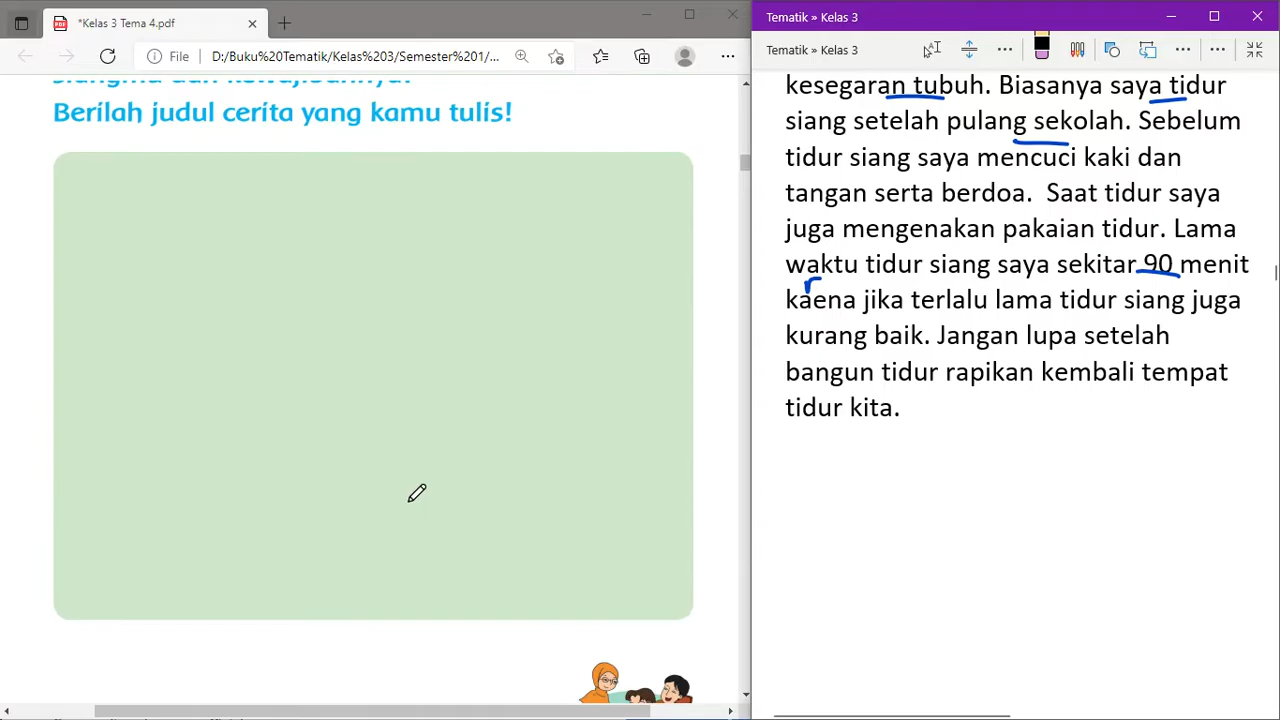 *Kelas 3 Tema 4.pdf
File
D:/Buku%20Tematik/Kelas%203/Semester%201/...
siangmu dan kewajibannya!
Berilah judul cerita yang kamu tulis!
Tematik » Kelas 3
Tematik » Kelas 3
kesegaran tubuh. Biasanya saya tidur
siang setelah pulang sekolah. Sebelum
tidur siang saya mencuci kaki dan
tangan serta berdoa. Saat tidur saya
juga mengenakan pakaian tidur. Lama
waktu tidur siang saya sekitar 90 menit
r
kaena jika terlalu lama tidur siang juga
kurang baik. Jangan lupa setelah
bangun tidur rapikan kembali tempat
tidur kita.